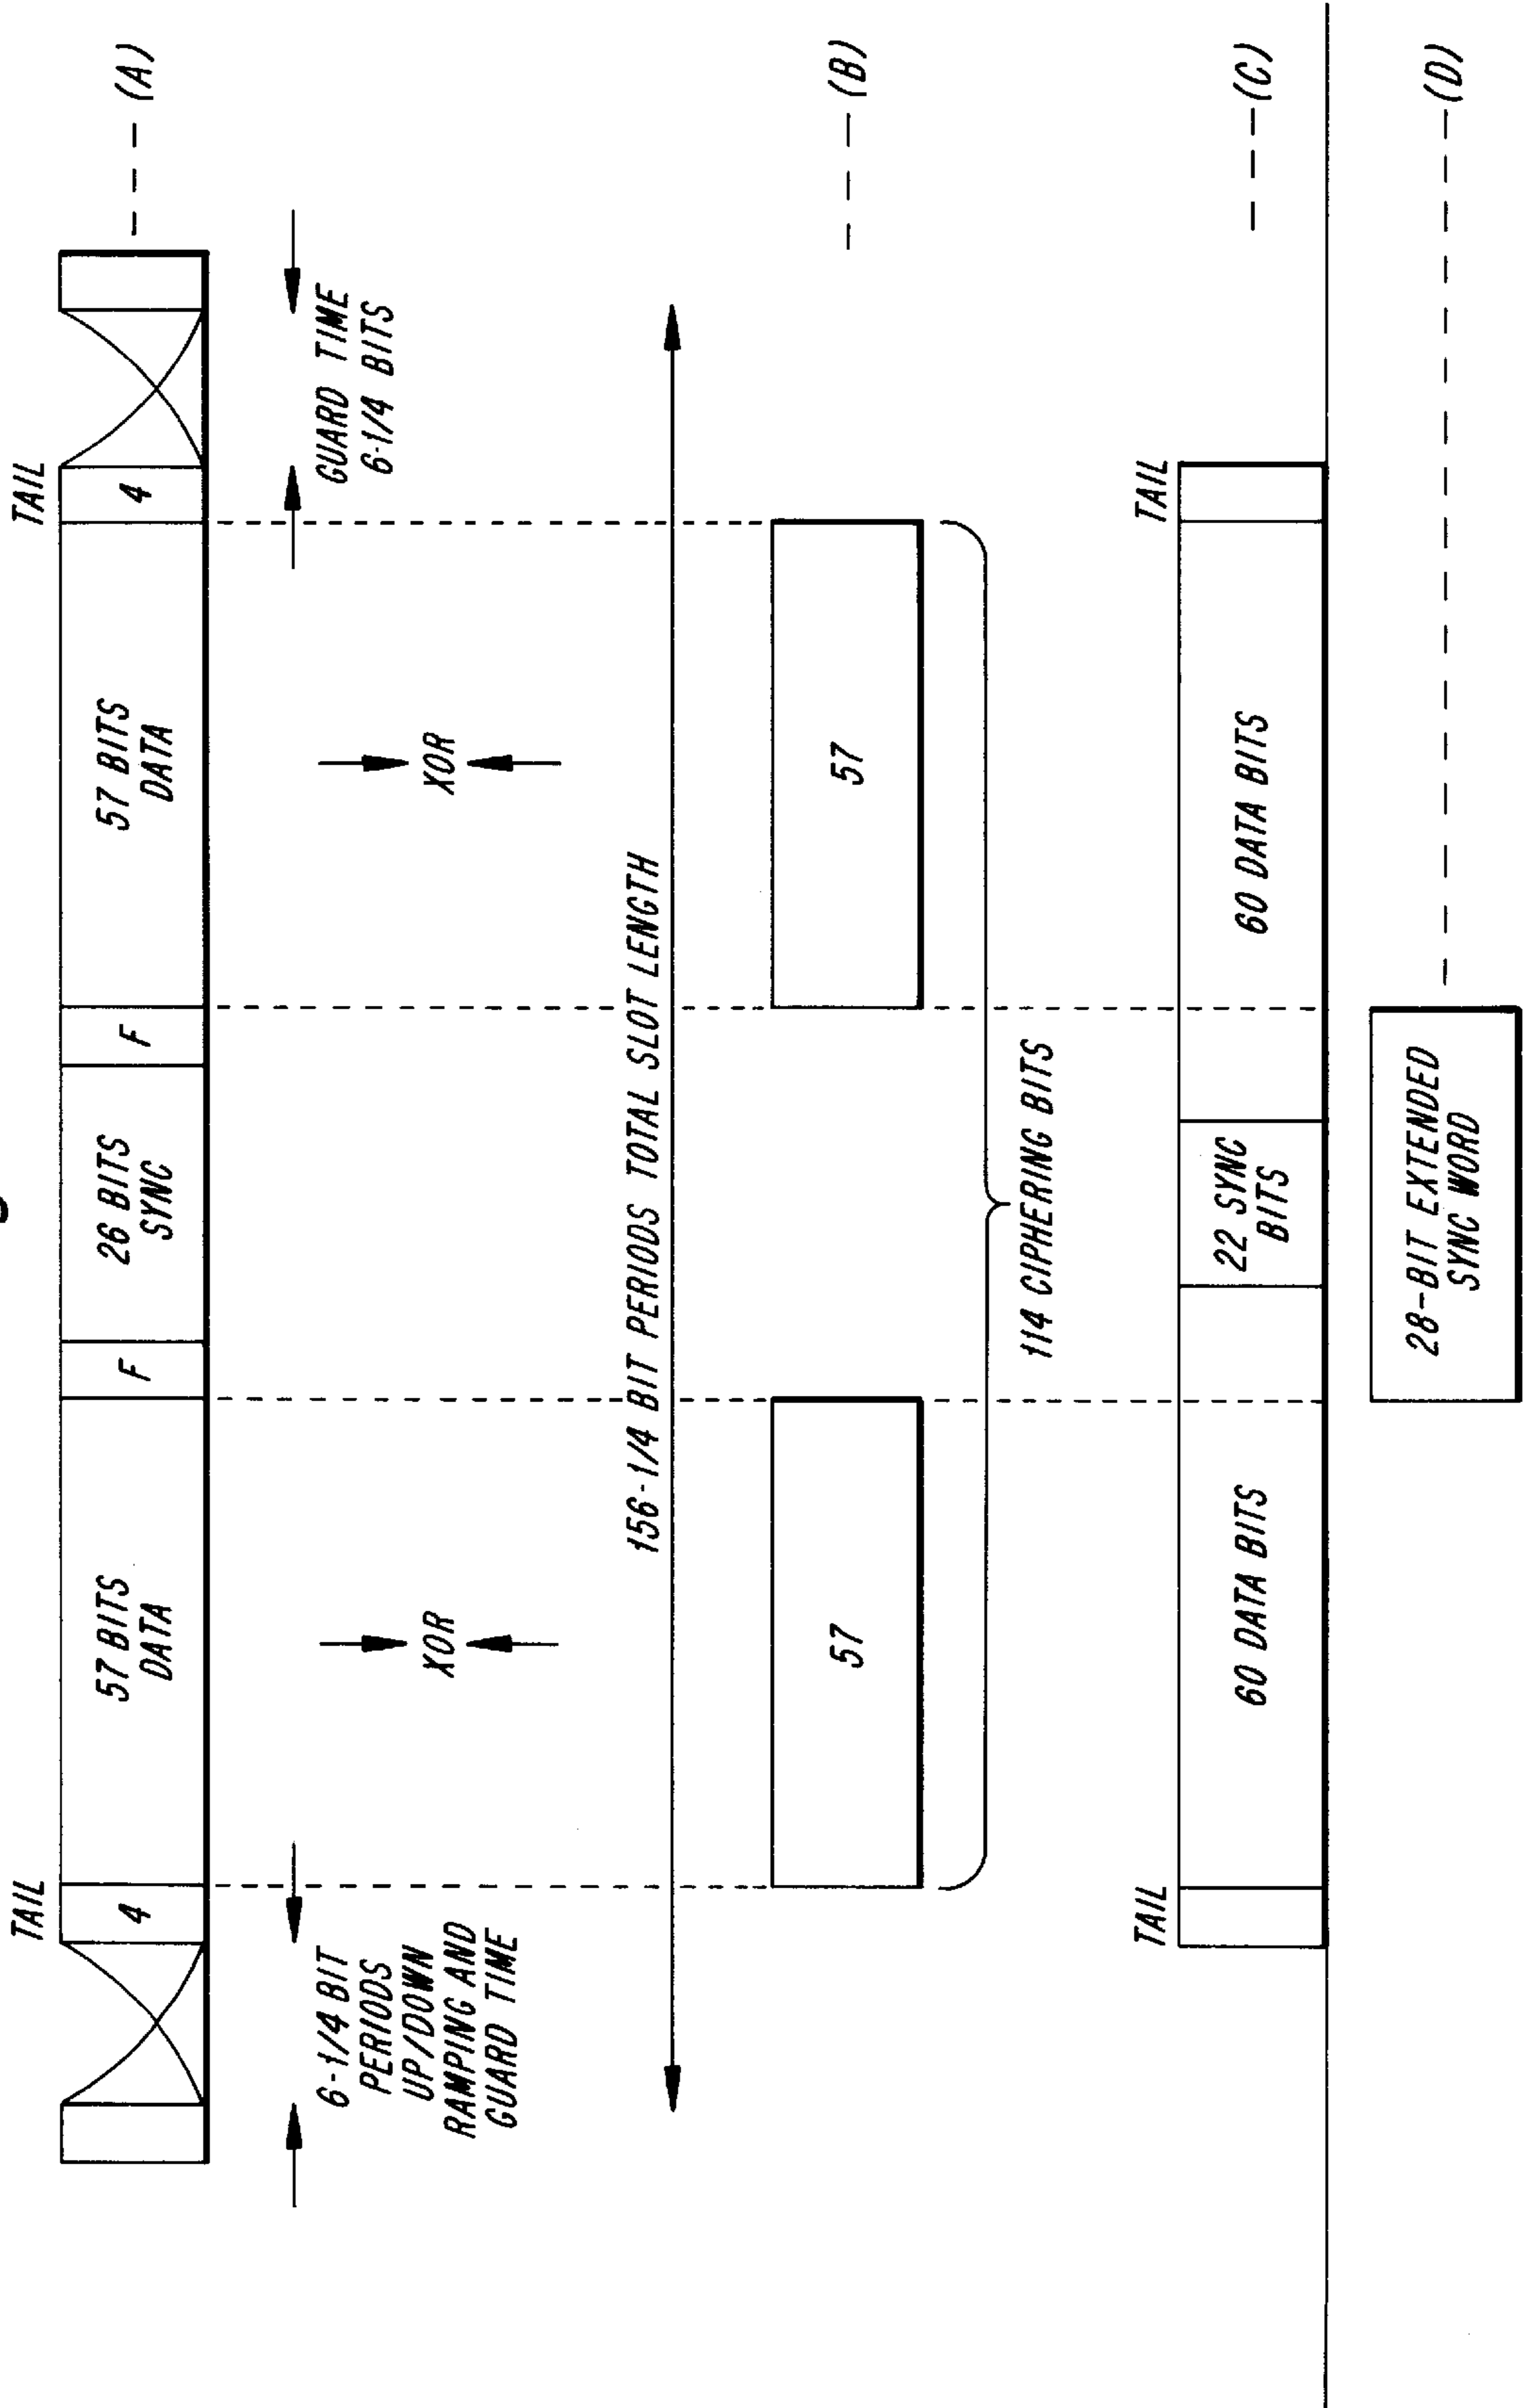 TAIL
TAIL
4
57 BITS
DATA
F
26 BITS
SYNC
F
57 BITS
DATA
4
(A)
6-1/4 BIT
PERIODS
UP/DOWN
RAMPING AND
GUARD TIME
XOR
XOR
GUARD TIME
6-1/4 BITS
156-1/4 BIT PERIODS TOTAL SLOT LENGTH
57
57
(B)
114 CIPHERING BITS
TAIL
TAIL
60 DATA BITS
22 SYNC
BITS
60 DATA BITS
(C)
28-BIT EXTENDED
SYNC WORD
(D)